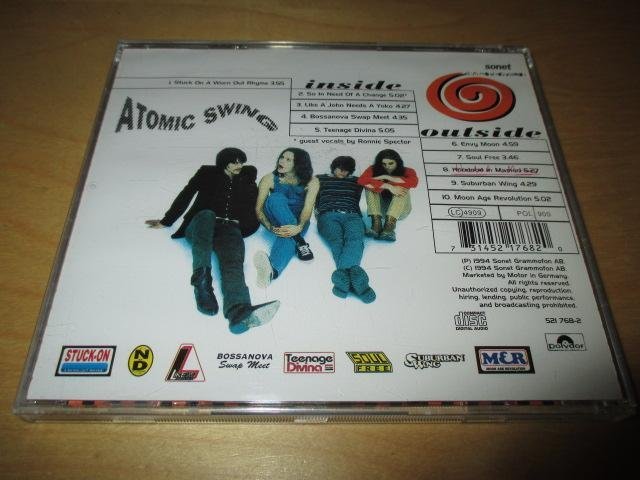 sonet
1. Stuck On A Worn Out Rhyme 3.55
inside
2. So In Need Of A Change 5.02*
3. Like A John Needs A Yoko 4.27
4. Bossanova Swap Meet 4.35
5. Teenage Divina 5.05
* guest vocals by Ronnie Spector
ATOMIC SWING
outside
6. Envy Moon 4.59
7. Soul Free 3.46
8. in Madrid 5.27
9. Suburban Wing 4.29
10. Moon Age Revolution 5.02
LC 4909
POL 905
7 31452 17682 0
(P) 1994 Sonet Grammofon AB.
(C) 1994 Sonet Grammofon AB.
Marketed by Motor in Germany.
All rights reserved.
Unauthorized copying, reproduction,
hiring, lending, public performance,
and broadcasting prohibited.
COMPACT
disc
DIGITAL AUDIO
521 768-2
STUCK-ON
ND
L
BOSSANOVA
Swap Meet
Teenage
Divina
SOUL
FREE
SUBURBAN
WING
M&R
MOON AGE REVOLUTION
Polydor